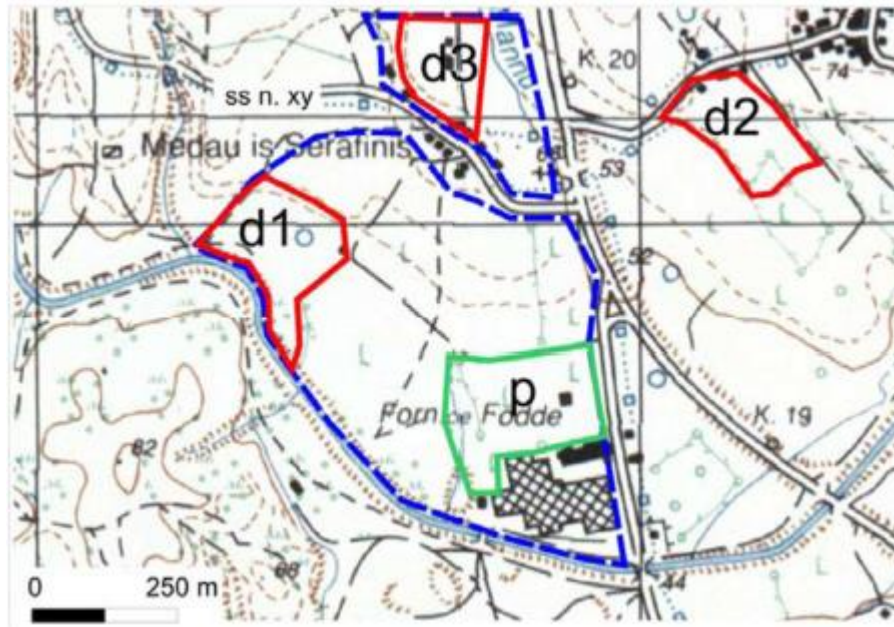 annu
K. 20
74
d3
d2
ss n. xy
Medau is Serafinis
53
d1
52
p
Forn de Fodde
K. 19
82
68
44
0 250 m